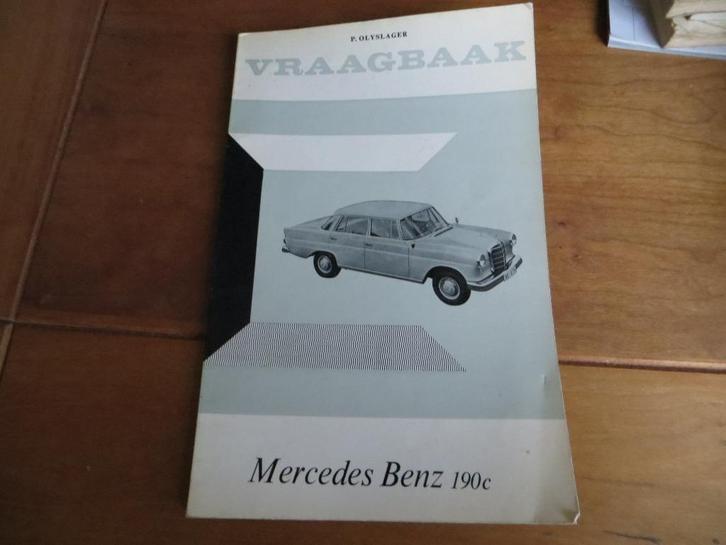 P. OLYSLAGER
VRAAGBAAK
Mercedes Benz 190c